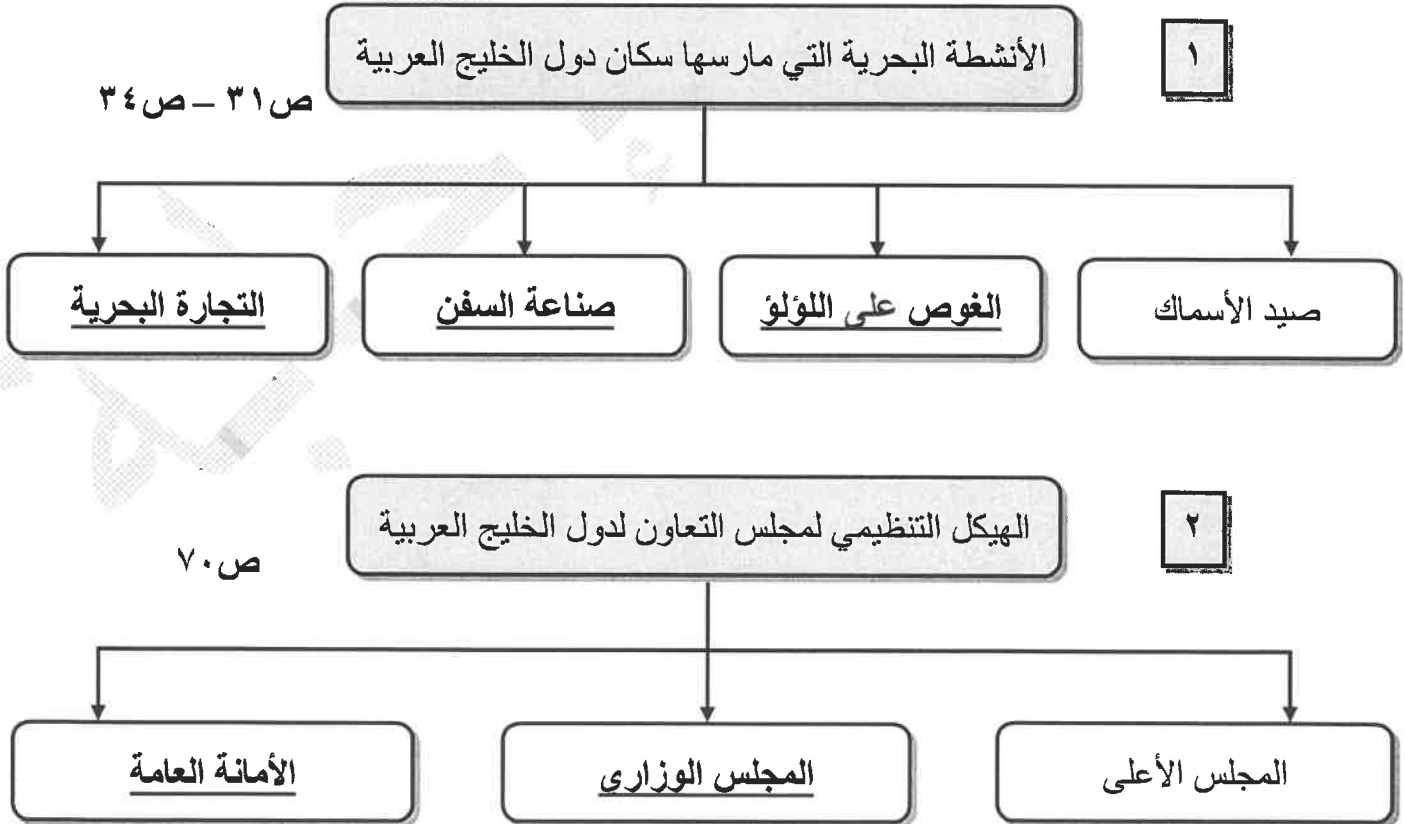 ١
الأنشطة البحرية التي مارسها سكان دول الخليج العربية
ص٣١ – ص٣٤
صيد الأسماك
الغوص على اللؤلؤ
صناعة السفن
التجارة البحرية
٢
الهيكل التنظيمي لمجلس التعاون لدول الخليج العربية
ص٧٠
المجلس الأعلى
المجلس الوزاري
الأمانة العامة